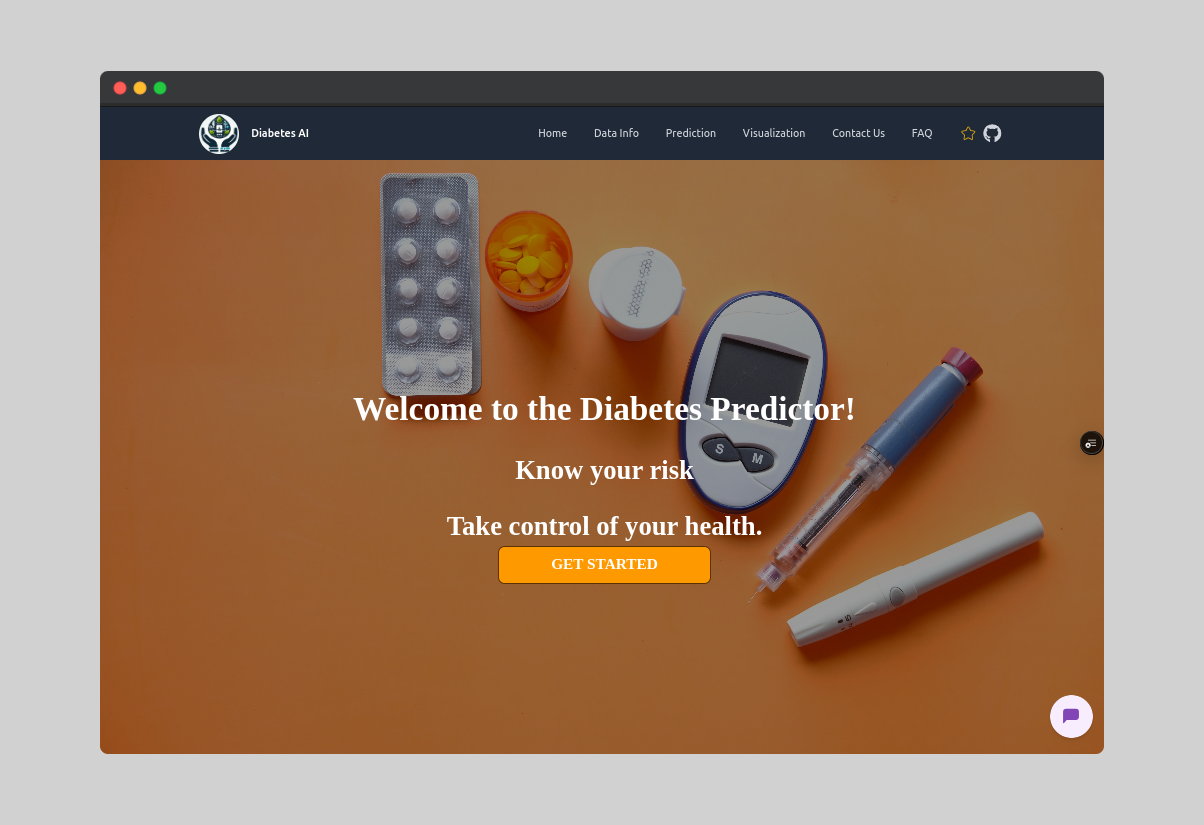 Diabetes AI
Home Data Info Prediction Visualization Contact Us FAQ
Welcome to the Diabetes Predictor!
S M
Know your risk
Take control of your health.
GET STARTED